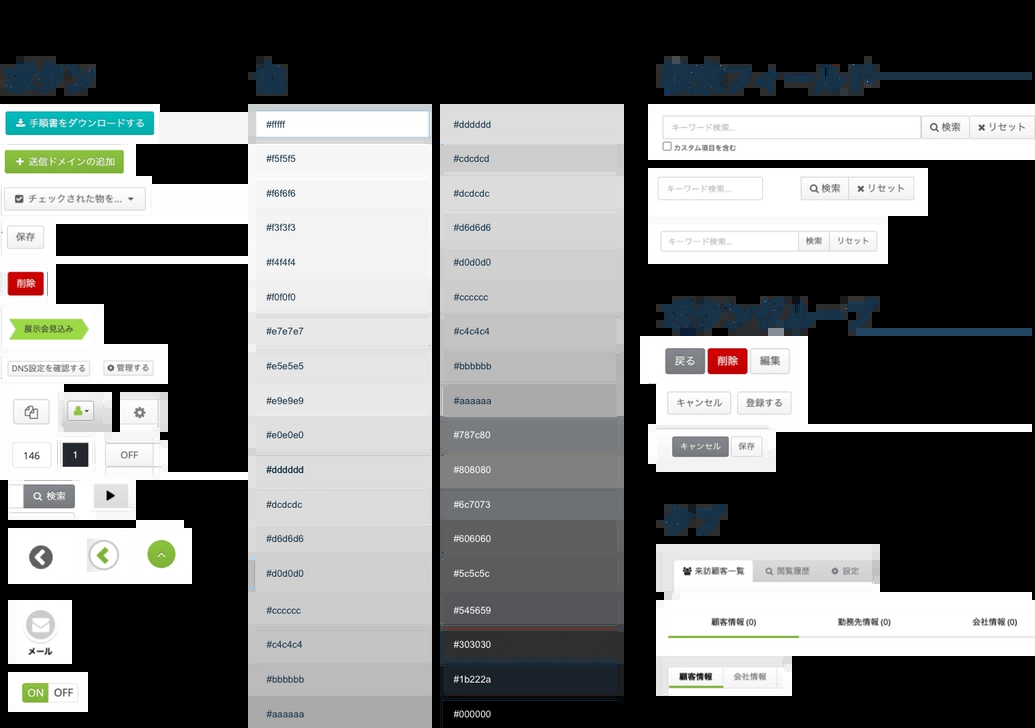 ボタン
手順書をダウンロードする
送信ドメインの追加
チェックされた物を...
保存
削除
展示会見込み
DNS設定を確認する 管理する
146 1 OFF
検索
メール
ON OFF
色
#fffff
#f5f5f5
#f6f6f6
#f3f3f3
#f4f4f4
#f0f0f0
#e7e7e7
#e5e5e5
#e9e9e9
#e0e0e0
#dddddd
#dcdcdc
#d6d6d6
#d0d0d0
#cccccc
#c4c4c4
#bbbbbb
#aaaaaa
#dddddd
#cdcdcd
#dcdcdc
#d6d6d6
#d0d0d0
#cccccc
#c4c4c4
#bbbbbb
#aaaaaa
#787c80
#808080
#6c7073
#606060
#5c5c5c
#545659
#303030
#1b222a
#000000
検索フィールド
キーワード検索... 検索 リセット
カスタム項目を含む
キーワード検索... 検索 リセット
キーワード検索... 検索 リセット
ボタングループ
戻る 削除 編集
キャンセル 登録する
キャンセル 保存
タブ
来訪顧客一覧 閲覧履歴 設定
顧客情報 (0) 勤務先情報 (0) 会社情報 (0)
顧客情報 会社情報